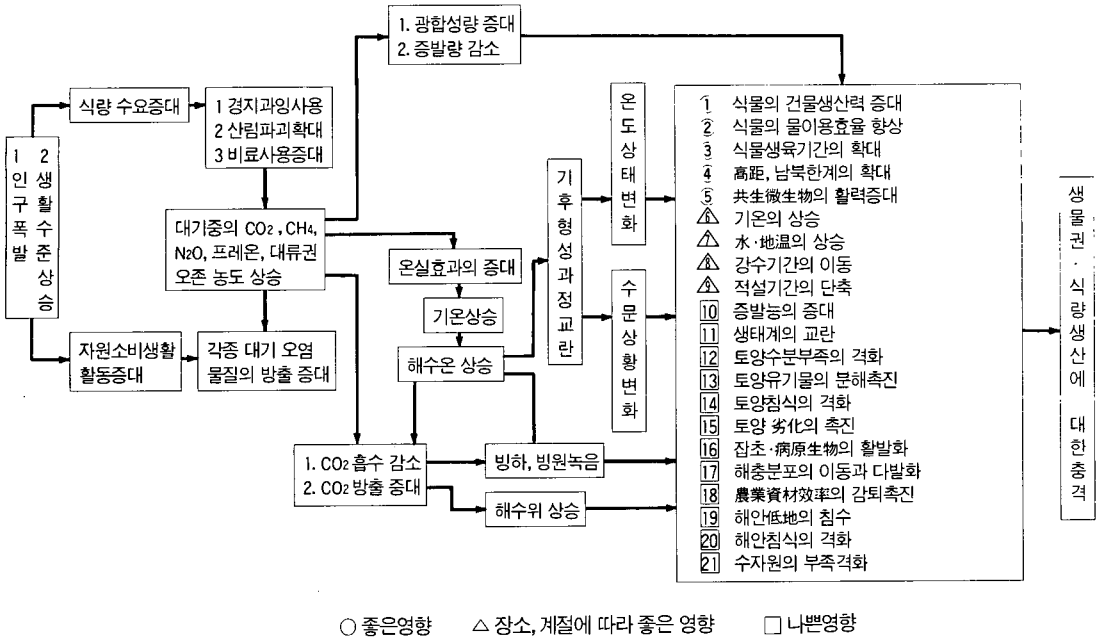 1. 광합성량 증대
2. 증발량 감소
식량 수요증대
1 경지과잉사용
2 산림파괴확대
3 비료사용증대
1 인구폭발
2 생활수준상승
대기중의 CO2 , CH4,
N2O, 프레온, 대류권
오존 농도 상승
자원소비생활
활동증대
각종 대기 오염
물질의 방출 증대
온실효과의 증대
기온상승
해수온 상승
1. CO2 흡수 감소
2. CO2 방출 증대
빙하, 빙원녹음
해수위 상승
기후형성과정교란
온도상태변화
수문상황변화
1 식물의 건물생산력 증대
2 식물의 물이용효율 향상
3 식물생육기간의 확대
4 高距, 남북한계의 확대
5 共生微生物의 활력증대
6 기온의 상승
7 水·地温의 상승
8 강수기간의 이동
9 적설기간의 단축
10 증발능의 증대
11 생태계의 교란
12 토양수분부족의 격화
13 토양유기물의 분해촉진
14 토양침식의 격화
15 토양 劣化의 촉진
16 잡초·病原生物의 활발화
17 해충분포의 이동과 다발화
18 農業資材效率의 감퇴촉진
19 해안低地의 침수
20 해안침식의 격화
21 수자원의 부족격화
생물권·식량생산에 대한충격
○ 좋은영향 △ 장소, 계절에 따라 좋은 영향 □ 나쁜영향